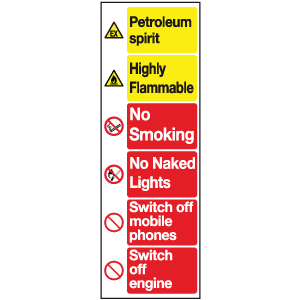 EX
Petroleum
spirit
Highly
Flammable
No
Smoking
No Naked
Lights
Switch off
mobile
phones
Switch
off
engine